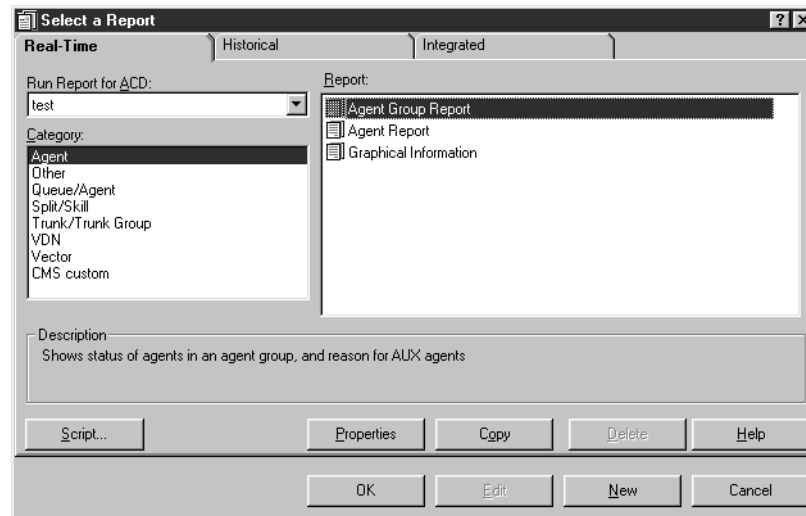 Select a Report
Real-Time
Historical
Integrated
Run Report for ACD:
test
Category:
Agent
Other
Queue/Agent
Split/Skill
Trunk/Trunk Group
VDN
Vector
CMS custom
Report:
Agent Group Report
Agent Report
Graphical Information
Description
Shows status of agents in an agent group, and reason for AUX agents
Script...
Properties
Copy
Delete
Help
OK
Edit
New
Cancel